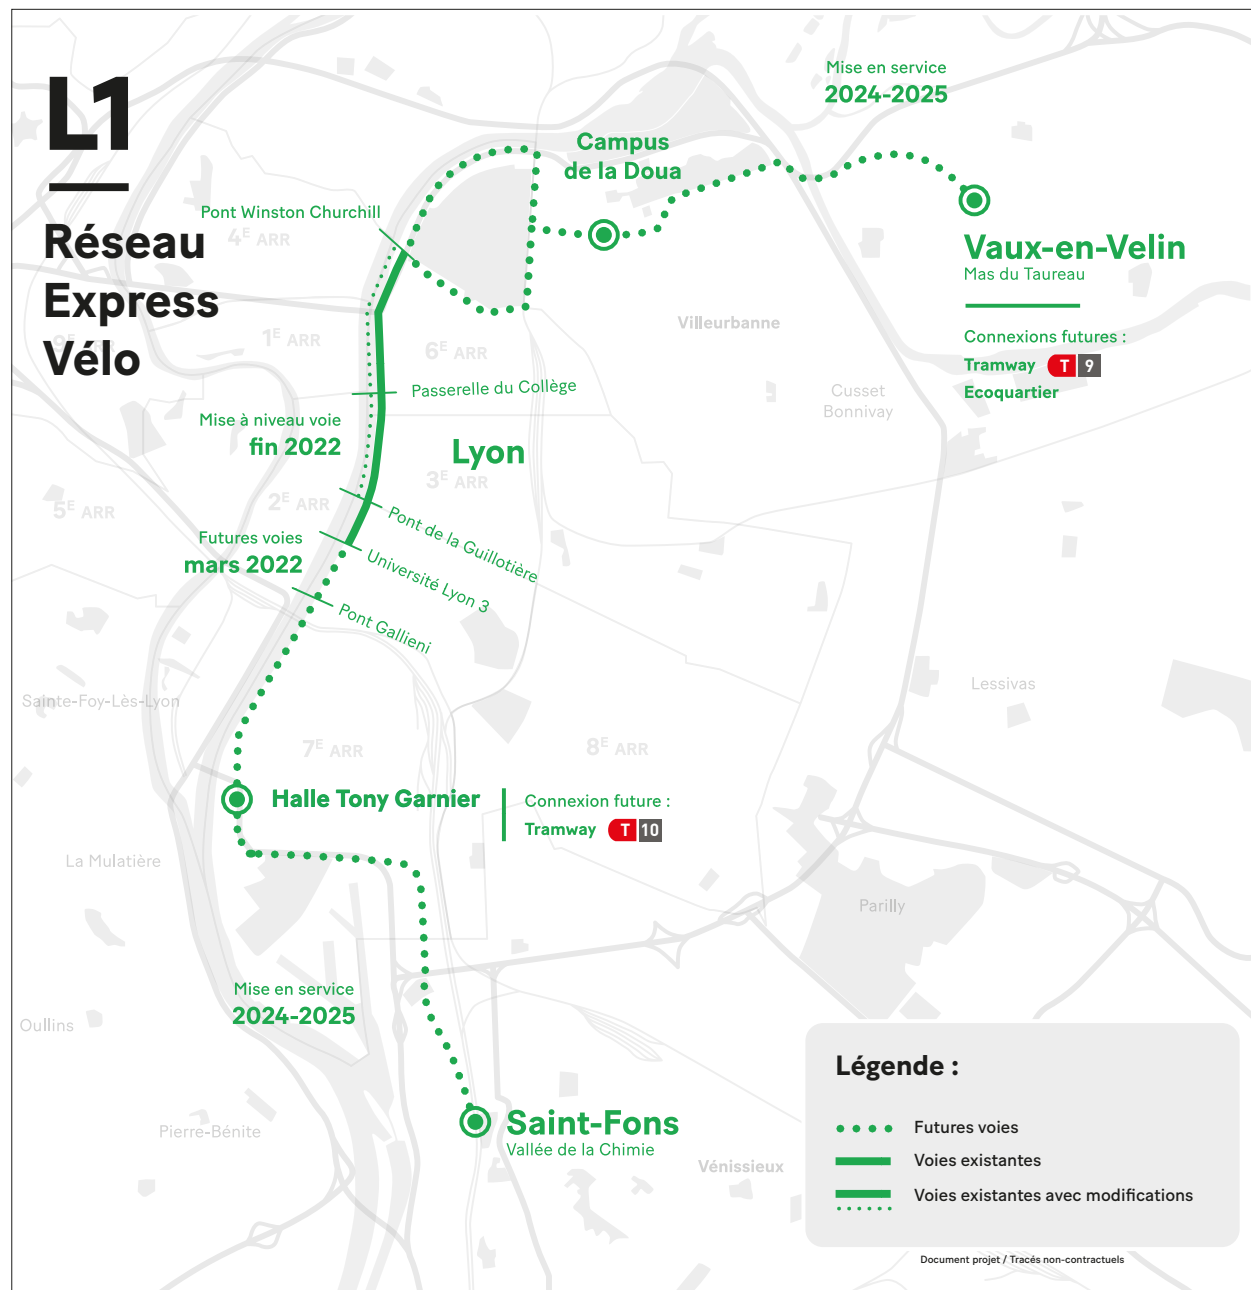 L1
Réseau
Express
Vélo
Mise en service
2024-2025
Campus
de la Doua
Pont Winston Churchill
4E ARR
Vaux-en-Velin
Mas du Taureau
Connexions futures :
Tramway T 9
Ecoquartier
Villeurbanne
1E ARR
9E ARR
6E ARR
Passerelle du Collège
Cusset
Bonnivay
Mise à niveau voie
fin 2022
Lyon
3E ARR
2E ARR
5E ARR
Pont de la Guillotière
Futures voies
mars 2022
Université Lyon 3
Pont Gallieni
Sainte-Foy-Lès-Lyon
Lessivas
7E ARR
8E ARR
Halle Tony Garnier
Connexion future :
Tramway T 10
La Mulatière
Parilly
Mise en service
2024-2025
Oullins
Saint-Fons
Vallée de la Chimie
Pierre-Bénite
Vénissieux
Légende :
Futures voies
Voies existantes
Voies existantes avec modifications
Document projet / Tracés non-contractuels